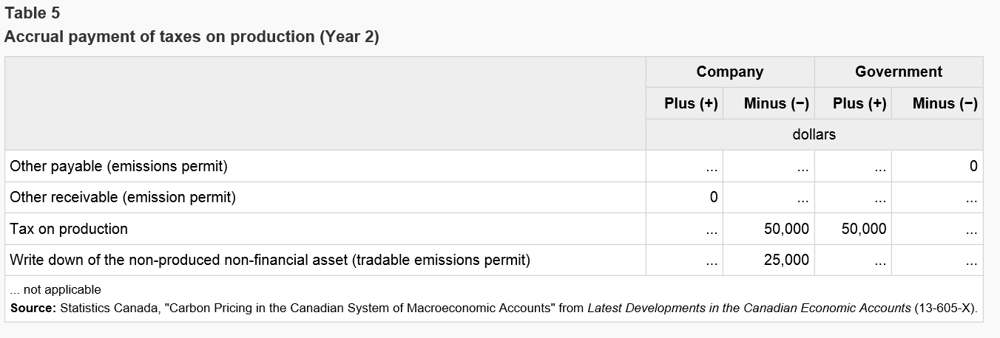 Table 5
Accrual payment of taxes on production (Year 2)
Company Government
Plus (+) Minus (−) Plus (+) Minus (−)
dollars
Other payable (emissions permit) ... ... ... 0
Other receivable (emission permit) 0 ... ... ...
Tax on production ... 50,000 50,000 ...
Write down of the non-produced non-financial asset (tradable emissions permit) ... 25,000 ... ...
... not applicable
Source: Statistics Canada, "Carbon Pricing in the Canadian System of Macroeconomic Accounts" from Latest Developments in the Canadian Economic Accounts (13-605-X).